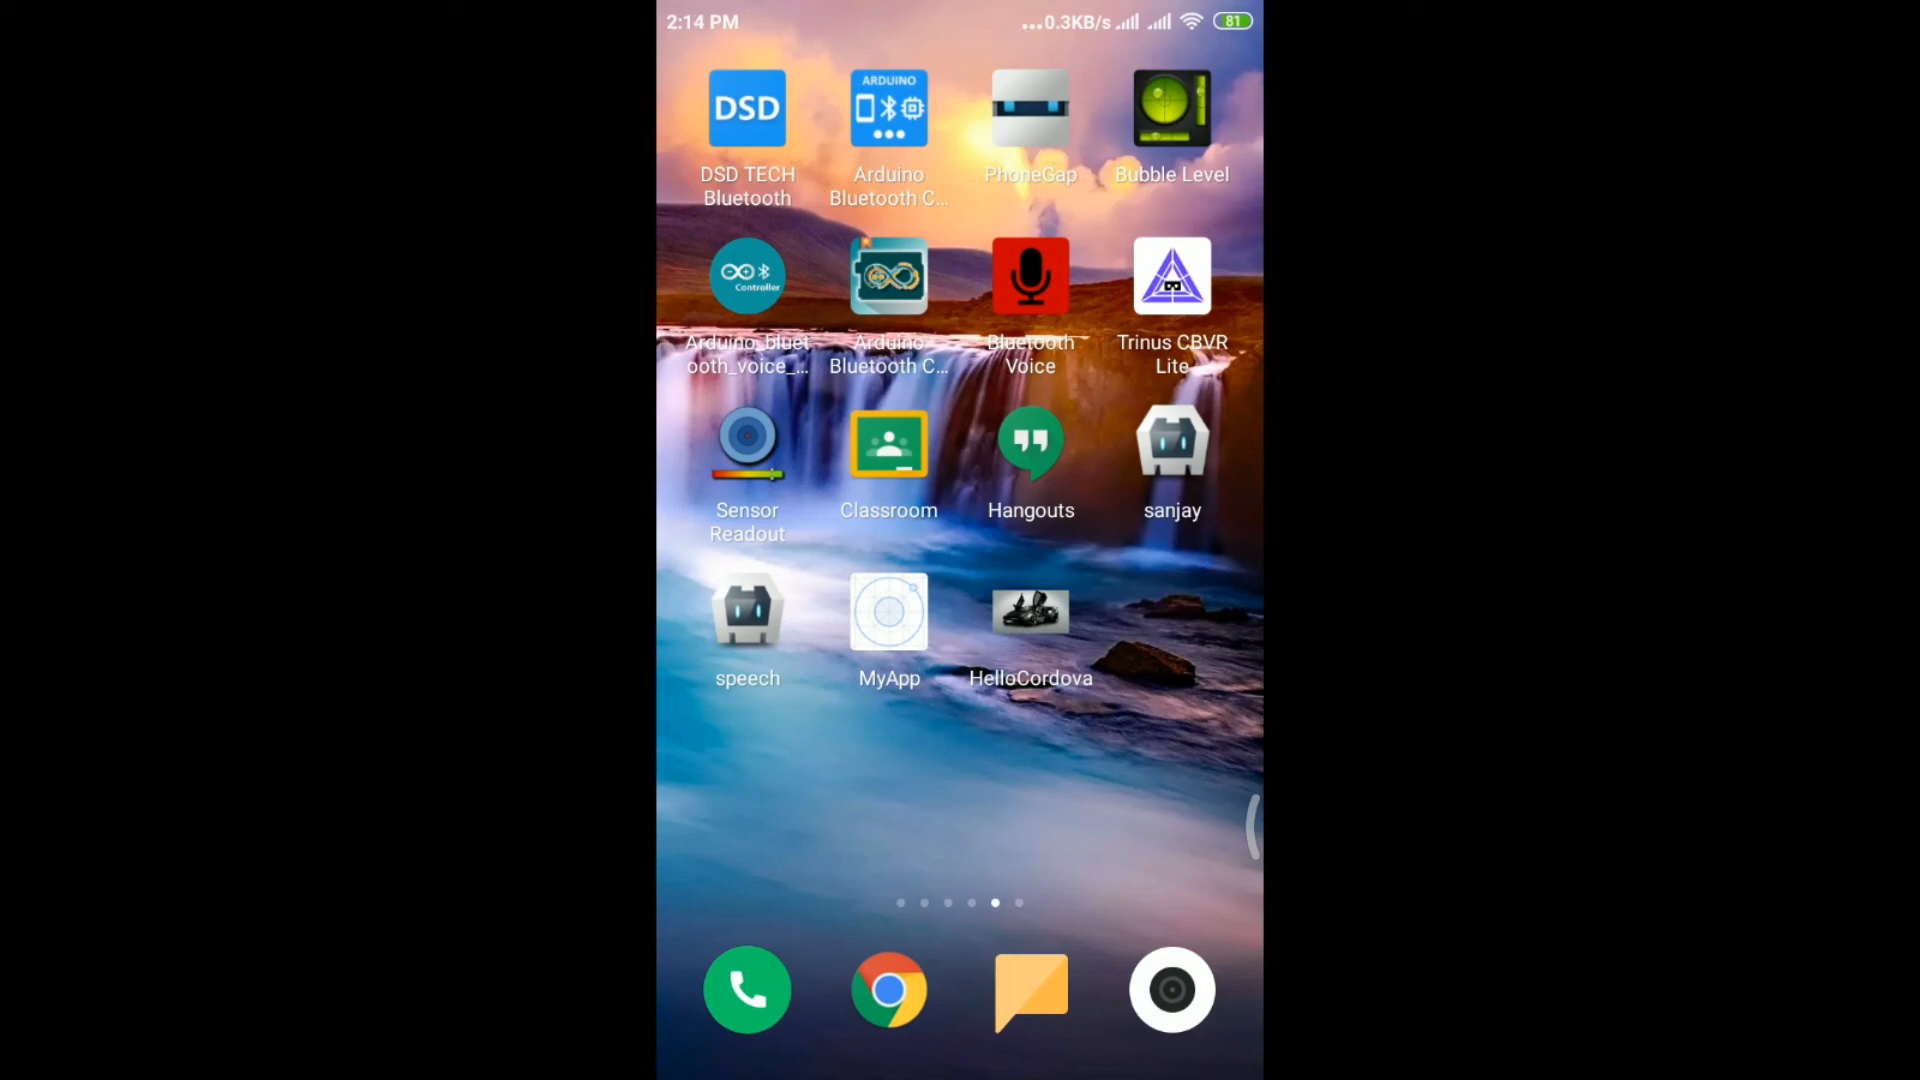 2:14 PM
...0.3KB/s
81
DSD
ARDUINO
DSD TECH
Bluetooth
Arduino
Bluetooth C...
PhoneGap
Bubble Level
Controller
Arduino_bluet
ooth_voice_...
Arduino
Bluetooth C...
Bluetooth
Voice
Trinus CBVR
Lite
Sensor
Readout
Classroom
Hangouts
sanjay
speech
MyApp
HelloCordova